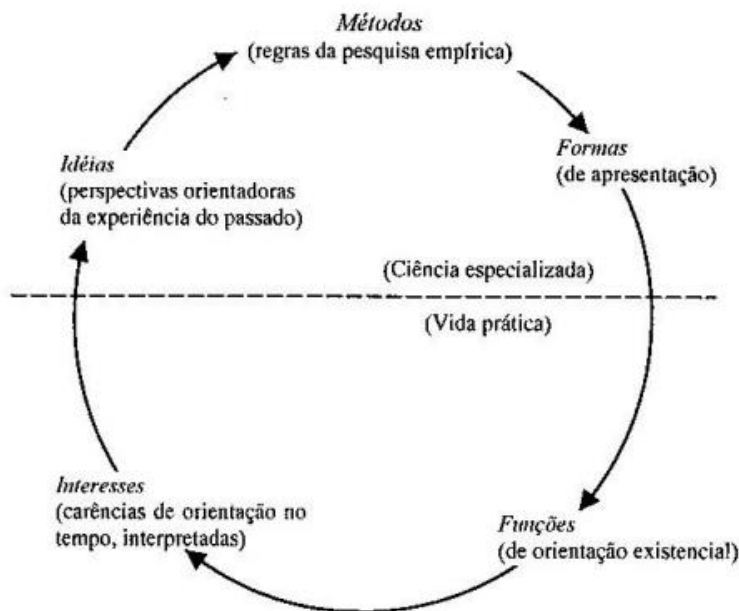 Métodos
(regras da pesquisa empírica)
Formas
(de apresentação)
Idéias
(perspectivas orientadoras
da experiência do passado)
(Ciência especializada)
(Vida prática)
Interesses
(carências de orientação no
tempo, interpretadas)
Funções
(de orientação existencial)